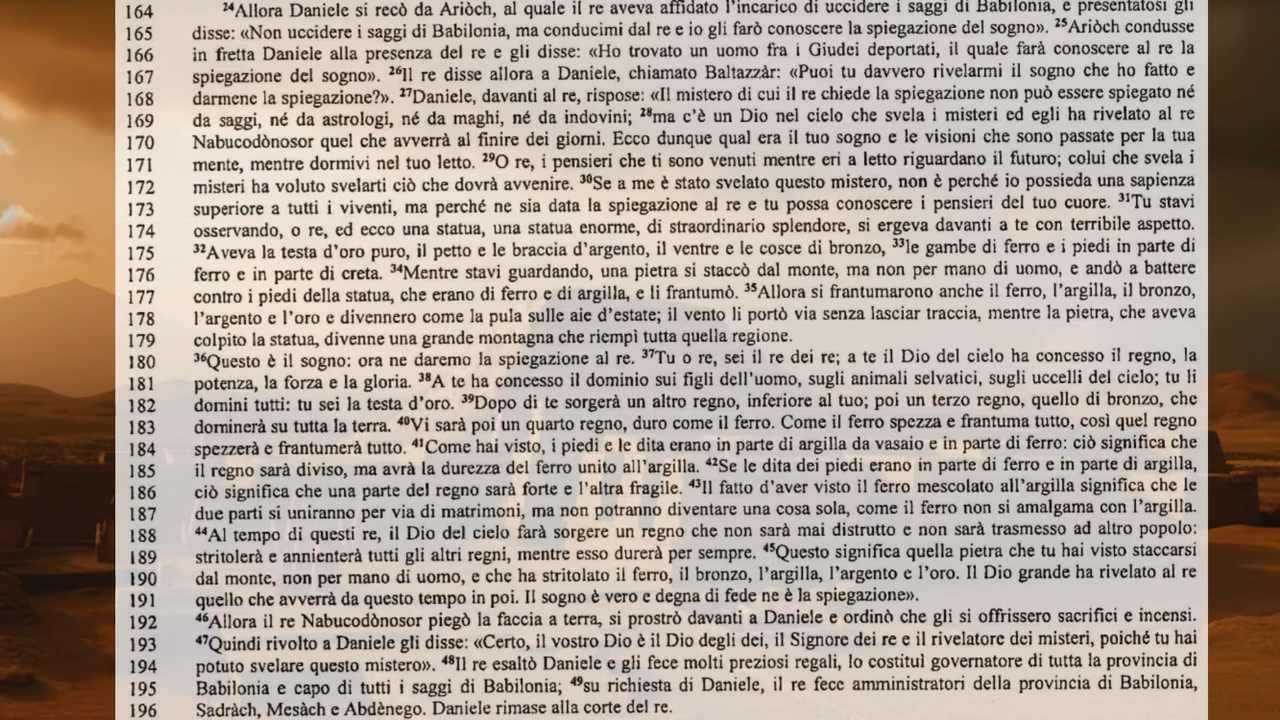 164 ²⁴Allora Daniele si recò da Ariòch, al quale il re aveva affidato l'incarico di uccidere i saggi di Babilonia, e presentatosi gli
165 disse: «Non uccidere i saggi di Babilonia, ma conducimi dal re e io gli farò conoscere la spiegazione del sogno». ²⁵Ariòch condusse
166 in fretta Daniele alla presenza del re e gli disse: «Ho trovato un uomo fra i Giudei deportati, il quale farà conoscere al re la
167 spiegazione del sogno». ²⁶Il re disse allora a Daniele, chiamato Baltazzàr: «Puoi tu davvero rivelarmi il sogno che ho fatto e
168 darmene la spiegazione?». ²⁷Daniele, davanti al re, rispose: «Il mistero di cui il re chiede la spiegazione non può essere spiegato né
169 da saggi, né da astrologi, né da maghi, né da indovini; ²⁸ma c'è un Dio nel cielo che svela i misteri ed egli ha rivelato al re
170 Nabucodònosor quel che avverrà al finire dei giorni. Ecco dunque qual era il tuo sogno e le visioni che sono passate per la tua
171 mente, mentre dormivi nel tuo letto. ²⁹O re, i pensieri che ti sono venuti mentre eri a letto riguardano il futuro; colui che svela i
172 misteri ha voluto svelarti ciò che dovrà avvenire. ³⁰Se a me è stato svelato questo mistero, non è perché io possieda una sapienza
173 superiore a tutti i viventi, ma perché ne sia data la spiegazione al re e tu possa conoscere i pensieri del tuo cuore. ³¹Tu stavi
174 osservando, o re, ed ecco una statua, una statua enorme, di straordinario splendore, si ergeva davanti a te con terribile aspetto.
175 ³²Aveva la testa d'oro puro, il petto e le braccia d'argento, il ventre e le cosce di bronzo, ³³le gambe di ferro e i piedi in parte di
176 ferro e in parte di creta. ³⁴Mentre stavi guardando, una pietra si staccò dal monte, ma non per mano di uomo, e andò a battere
177 contro i piedi della statua, che erano di ferro e di argilla, e li frantumò. ³⁵Allora si frantumarono anche il ferro, l'argilla, il bronzo,
178 l'argento e l'oro e divennero come la pula sulle aie d'estate; il vento li portò via senza lasciar traccia, mentre la pietra, che aveva
179 colpito la statua, divenne una grande montagna che riempì tutta quella regione.
180 ³⁶Questo è il sogno: ora ne daremo la spiegazione al re. ³⁷Tu o re, sei il re dei re; a te il Dio del cielo ha concesso il regno, la
181 potenza, la forza e la gloria. ³⁸A te ha concesso il dominio sui figli dell'uomo, sugli animali selvatici, sugli uccelli del cielo; tu li
182 domini tutti: tu sei la testa d'oro. ³⁹Dopo di te sorgerà un altro regno, inferiore al tuo; poi un terzo regno, quello di bronzo, che
183 dominerà su tutta la terra. ⁴⁰Vi sarà poi un quarto regno, duro come il ferro. Come il ferro spezza e frantuma tutto, così quel regno
184 spezzerà e frantumerà tutto. ⁴¹Come hai visto, i piedi e le dita erano in parte di argilla da vasaio e in parte di ferro: ciò significa che
185 il regno sarà diviso, ma avrà la durezza del ferro unito all'argilla. ⁴²Se le dita dei piedi erano in parte di ferro e in parte di argilla,
186 ciò significa che una parte del regno sarà forte e l'altra fragile. ⁴³Il fatto d'aver visto il ferro mescolato all'argilla significa che le
187 due parti si uniranno per via di matrimoni, ma non potranno diventare una cosa sola, come il ferro non si amalgama con l'argilla.
188 ⁴⁴Al tempo di questi re, il Dio del cielo farà sorgere un regno che non sarà mai distrutto e non sarà trasmesso ad altro popolo:
189 stritolerà e annienterà tutti gli altri regni, mentre esso durerà per sempre. ⁴⁵Questo significa quella pietra che tu hai visto staccarsi
190 dal monte, non per mano di uomo, e che ha stritolato il ferro, il bronzo, l'argilla, l'argento e l'oro. Il Dio grande ha rivelato al re
191 quello che avverrà da questo tempo in poi. Il sogno è vero e degna di fede ne è la spiegazione».
192 ⁴⁶Allora il re Nabucodònosor piegò la faccia a terra, si prostrò davanti a Daniele e ordinò che gli si offrissero sacrifici e incensi.
193 ⁴⁷Quindi rivolto a Daniele gli disse: «Certo, il vostro Dio è il Dio degli dei, il Signore dei re e il rivelatore dei misteri, poiché tu hai
194 potuto svelare questo mistero». ⁴⁸Il re esaltò Daniele e gli fece molti preziosi regali, lo costituì governatore di tutta la provincia di
195 Babilonia e capo di tutti i saggi di Babilonia; ⁴⁹su richiesta di Daniele, il re fece amministratori della provincia di Babilonia,
196 Sadràch, Mesàch e Abdènego. Daniele rimase alla corte del re.